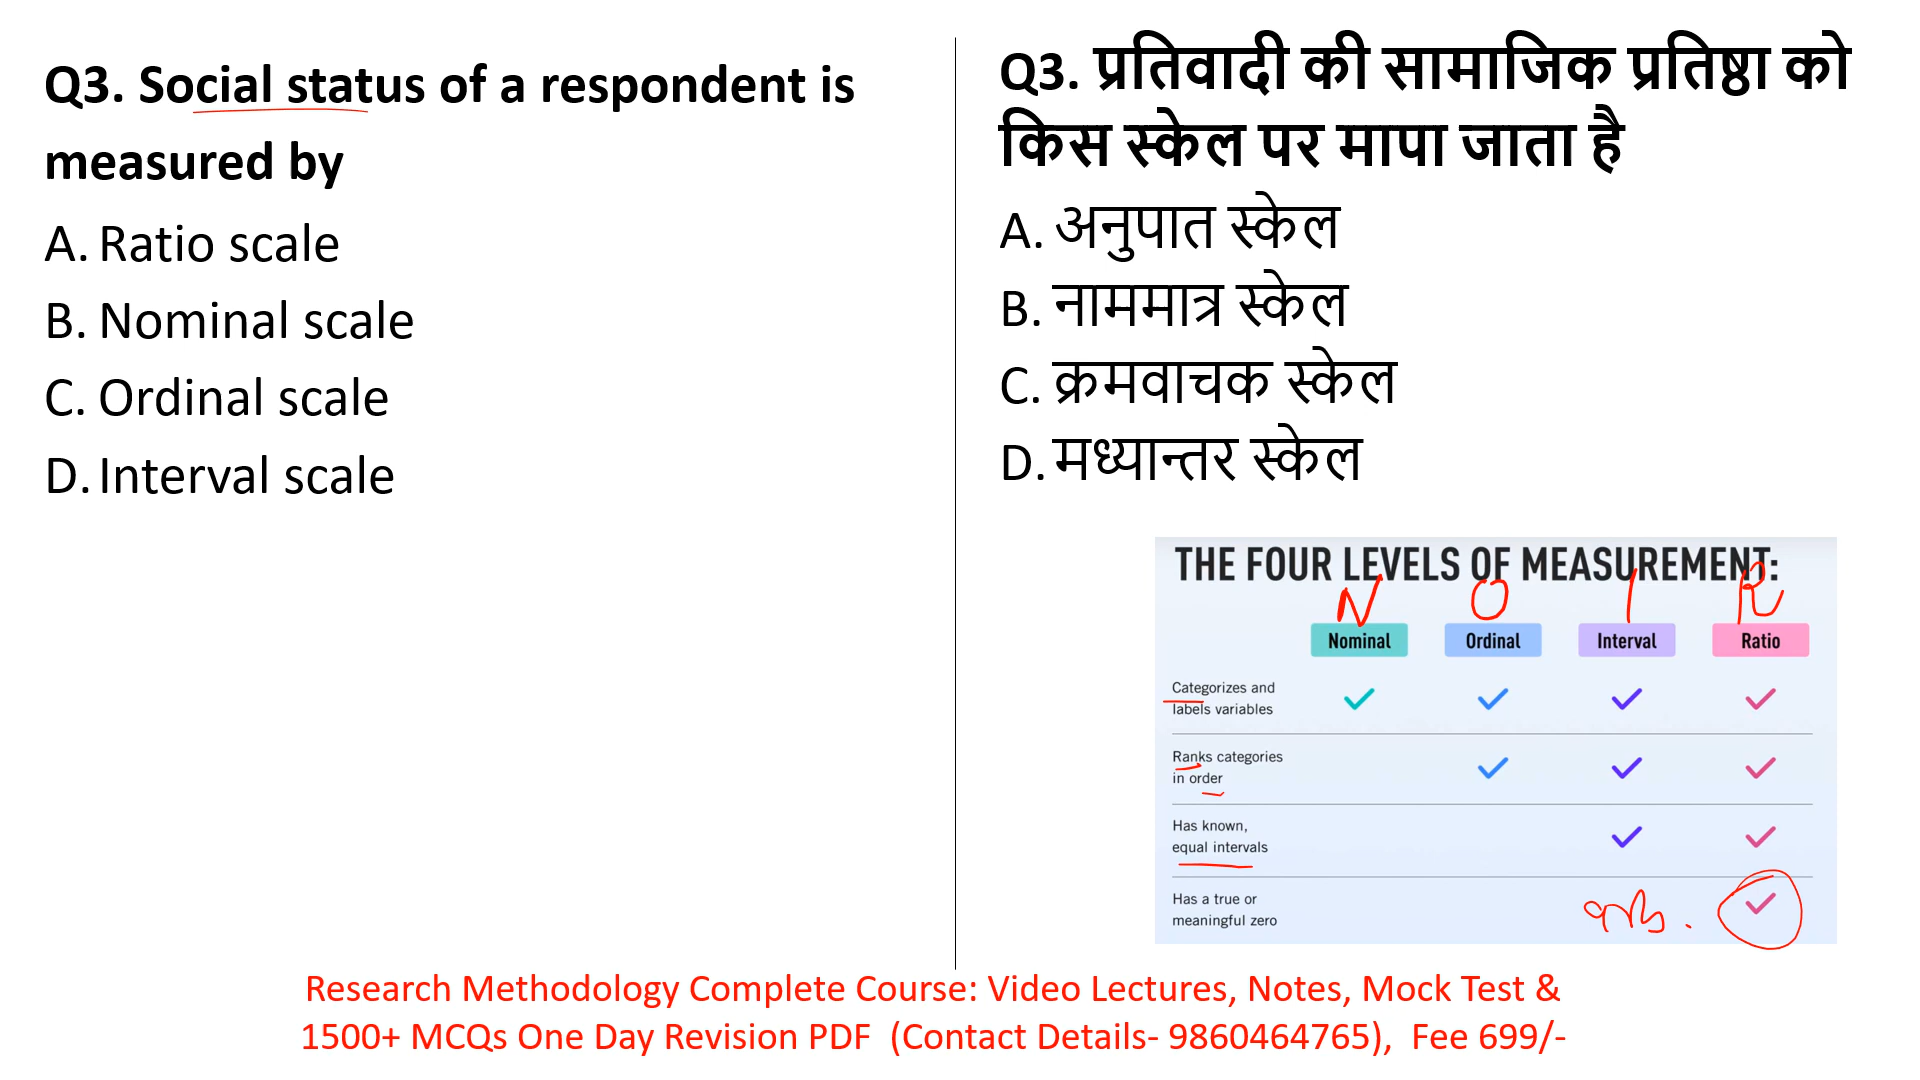 Q3. Social status of a respondent is
measured by
A. Ratio scale
B. Nominal scale
C. Ordinal scale
D. Interval scale
Q3. प्रतिवादी की सामाजिक प्रतिष्ठा को
किस स्केल पर मापा जाता है
A. अनुपात स्केल
B. नाममात्र स्केल
C. क्रमवाचक स्केल
D. मध्यान्तर स्केल
THE FOUR LEVELS OF MEASUREMENT:
N O I R
Nominal Ordinal Interval Ratio
Categorizes and
labels variables
Ranks categories
in order
Has known,
equal intervals
Has a true or
meaningful zero
Research Methodology Complete Course: Video Lectures, Notes, Mock Test &
1500+ MCQs One Day Revision PDF (Contact Details- 9860464765), Fee 699/-